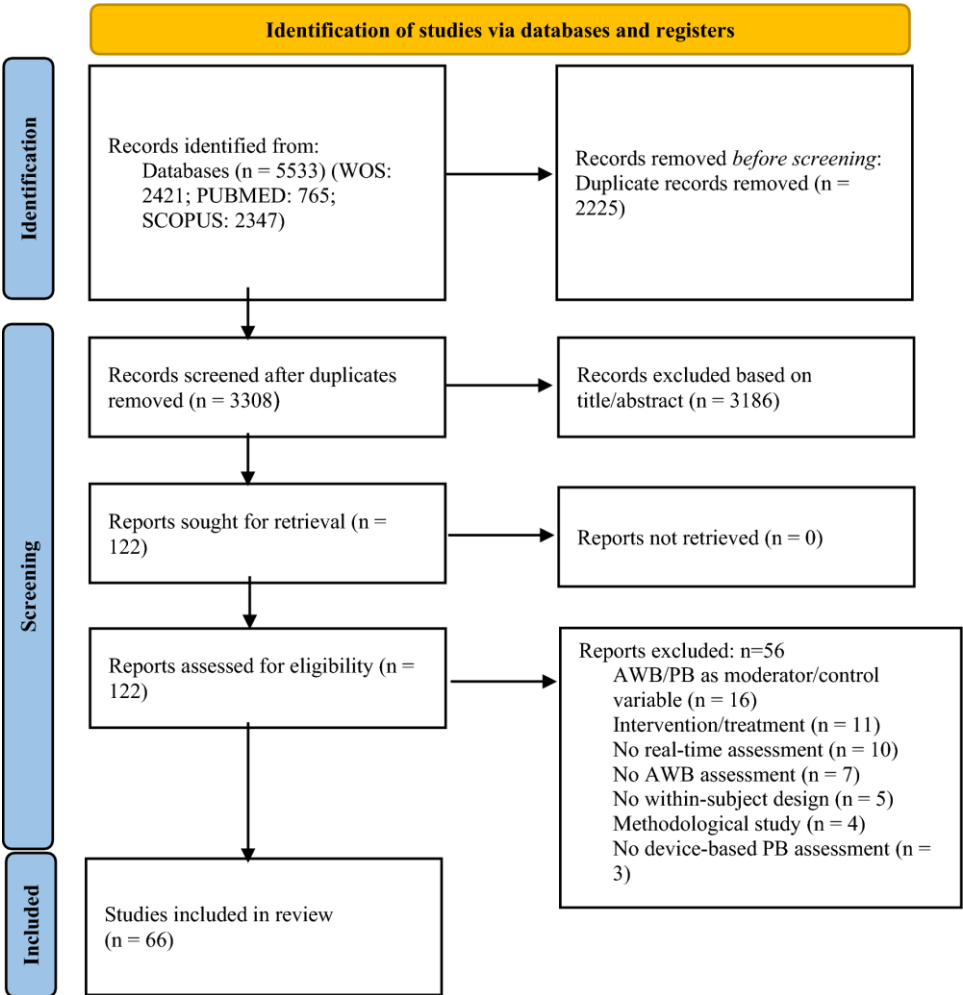 Identification of studies via databases and registers
Identification
Records identified from:
Databases (n = 5533) (WOS:
2421; PUBMED: 765;
SCOPUS: 2347)
Records removed before screening:
Duplicate records removed (n =
2225)
Screening
Records screened after duplicates
removed (n = 3308)
Records excluded based on
title/abstract (n = 3186)
Reports sought for retrieval (n =
122)
Reports not retrieved (n = 0)
Reports assessed for eligibility (n =
122)
Reports excluded: n=56
AWB/PB as moderator/control
variable (n = 16)
Intervention/treatment (n = 11)
No real-time assessment (n = 10)
No AWB assessment (n = 7)
No within-subject design (n = 5)
Methodological study (n = 4)
No device-based PB assessment (n =
3)
Included
Studies included in review
(n = 66)